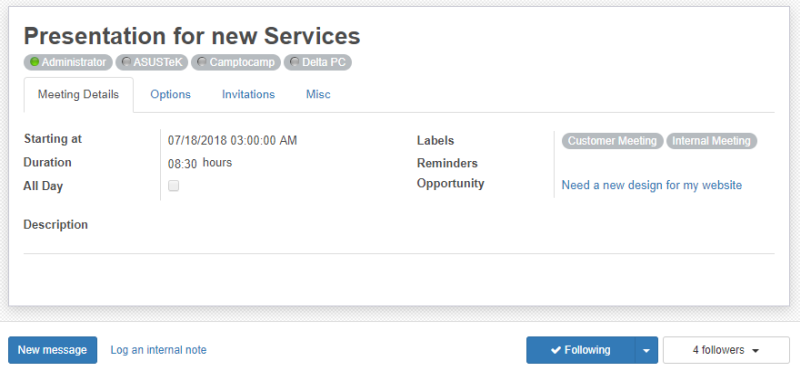 Presentation for new Services
Administrator ASUSTeK Camptocamp Delta PC
Meeting Details Options Invitations Misc
Starting at 07/18/2018 03:00:00 AM
Duration 08:30 hours
All Day
Labels Customer Meeting Internal Meeting
Reminders
Opportunity Need a new design for my website
Description
New message Log an internal note Following 4 followers